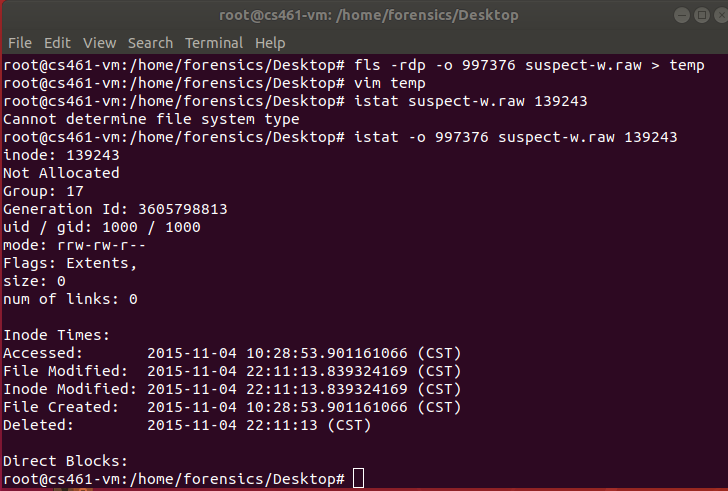 root@cs461-vm: /home/forensics/Desktop
File Edit View Search Terminal Help
root@cs461-vm:/home/forensics/Desktop# fls -rdp -o 997376 suspect-w.raw > temp
root@cs461-vm:/home/forensics/Desktop# vim temp
root@cs461-vm:/home/forensics/Desktop# istat suspect-w.raw 139243
Cannot determine file system type
root@cs461-vm:/home/forensics/Desktop# istat -o 997376 suspect-w.raw 139243
inode: 139243
Not Allocated
Group: 17
Generation Id: 3605798813
uid / gid: 1000 / 1000
mode: rrw-rw-r--
Flags: Extents,
size: 0
num of links: 0

Inode Times:
Accessed:       2015-11-04 10:28:53.901161066 (CST)
File Modified:  2015-11-04 22:11:13.839324169 (CST)
Inode Modified: 2015-11-04 22:11:13.839324169 (CST)
File Created:   2015-11-04 10:28:53.901161066 (CST)
Deleted:        2015-11-04 22:11:13 (CST)

Direct Blocks:
root@cs461-vm:/home/forensics/Desktop#